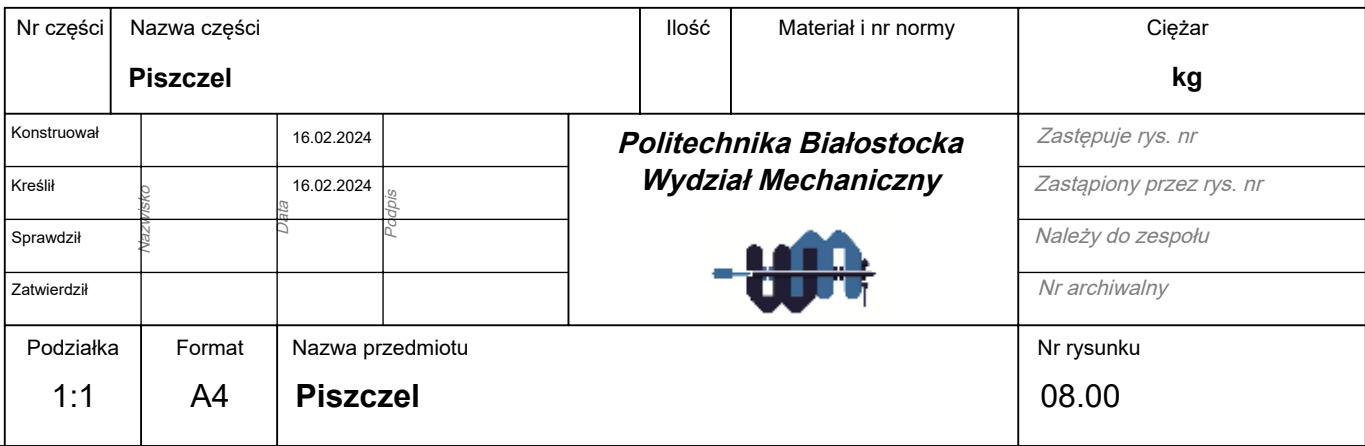 Nr części
Nazwa części
Ilość
Materiał i nr normy
Ciężar
Piszczel
kg
Konstruował
16.02.2024
Kreślił
16.02.2024
Sprawdził
Zatwierdził
Nazwisko
Data
Podpis
Politechnika Białostocka
Wydział Mechaniczny
Zastępuje rys. nr
Zastąpiony przez rys. nr
Należy do zespołu
Nr archiwalny
Podziałka
Format
Nazwa przedmiotu
Nr rysunku
1:1
A4
Piszczel
08.00